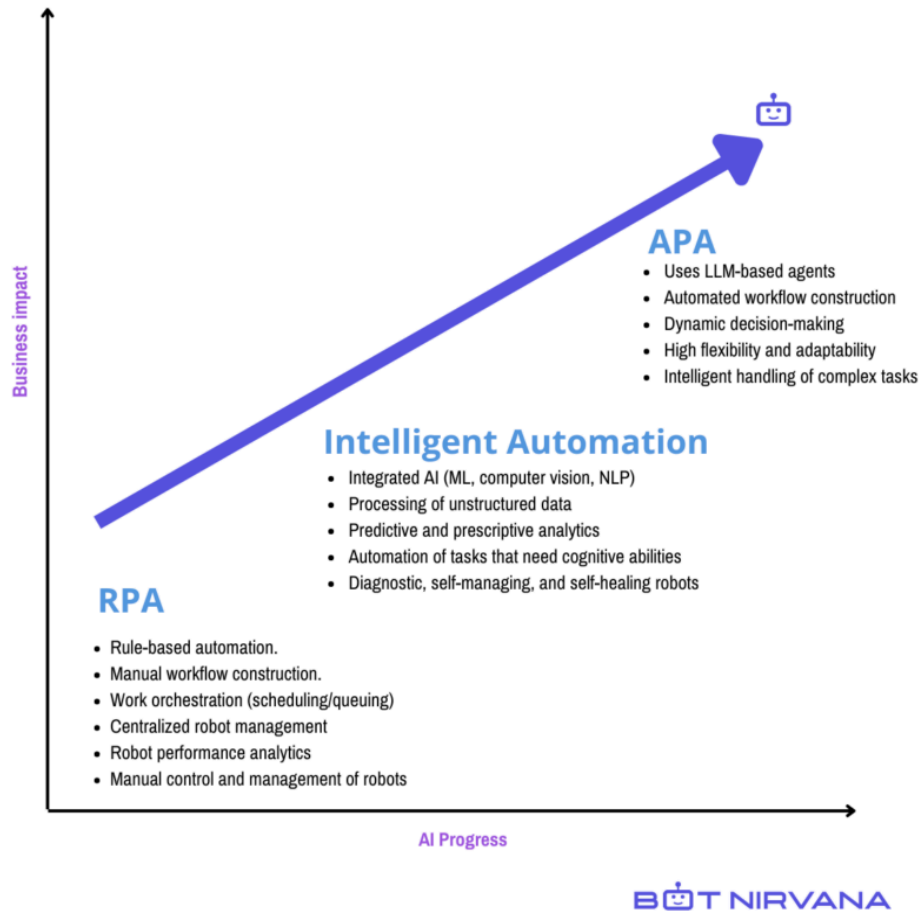 APA
• Uses LLM-based agents
• Automated workflow construction
• Dynamic decision-making
• High flexibility and adaptability
• Intelligent handling of complex tasks
Business impact
Intelligent Automation
• Integrated AI (ML, computer vision, NLP)
• Processing of unstructured data
• Predictive and prescriptive analytics
• Automation of tasks that need cognitive abilities
• Diagnostic, self-managing, and self-healing robots
RPA
• Rule-based automation.
• Manual workflow construction.
• Work orchestration (scheduling/queuing)
• Centralized robot management
• Robot performance analytics
• Manual control and management of robots
AI Progress
BOT NIRVANA